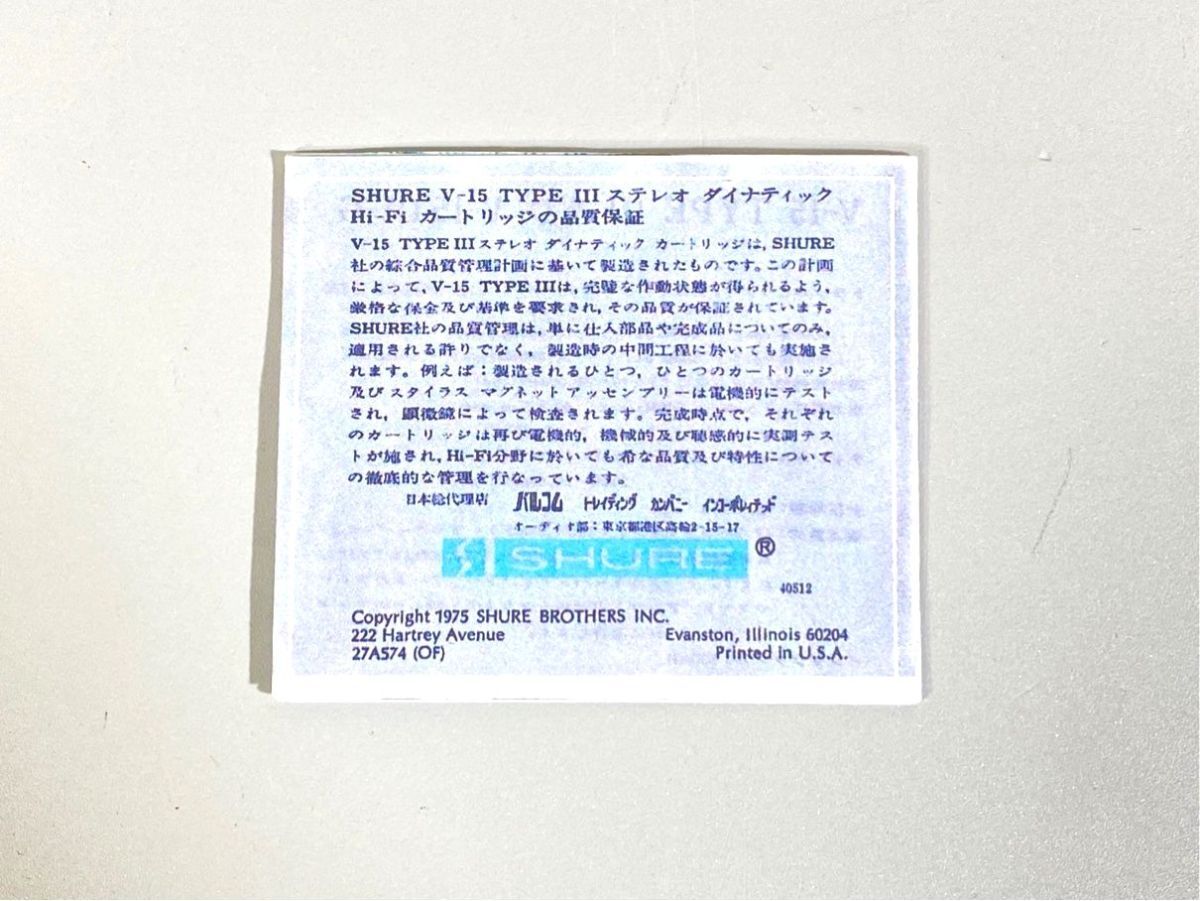 SHURE V-15 TYPE III ステレオ ダイナティック
Hi-Fi カートリッジの品質保証
V-15 TYPE III ステレオ ダイナティック カートリッジは, SHURE
社の綜合品質管理計画に基いて製造されたものです。この計画
によって, V-15 TYPE IIIは, 完璧な作動状態が得られるよう,
厳格な保全及び基準を要求され, その品質が保証されています。
SHURE社の品質管理は, 単に仕入部品や完成品についてのみ,
適用される許りでなく, 製造時の中間工程に於いても実施さ
れます。例えば：製造されるひとつ, ひとつのカートリッジ
及びスタイラス マグネット アッセンブリーは電機的にテスト
され, 顕微鏡によって検査されます。完成時点で, それぞれ
のカートリッジは再び電機的, 機械的及び聴感的に実測テス
トが施され, Hi-Fi分野に於いても希な品質及び特性について
の徹底的な管理を行なっています。
日本総代理店 バルコム トレイディング カンパニー インコーポレイテッド
オーディオ部：東京都港区高輪2-15-17
SHURE ®
40512
Copyright 1975 SHURE BROTHERS INC.
222 Hartrey Avenue Evanston, Illinois 60204
27A574 (OF) Printed in U.S.A.